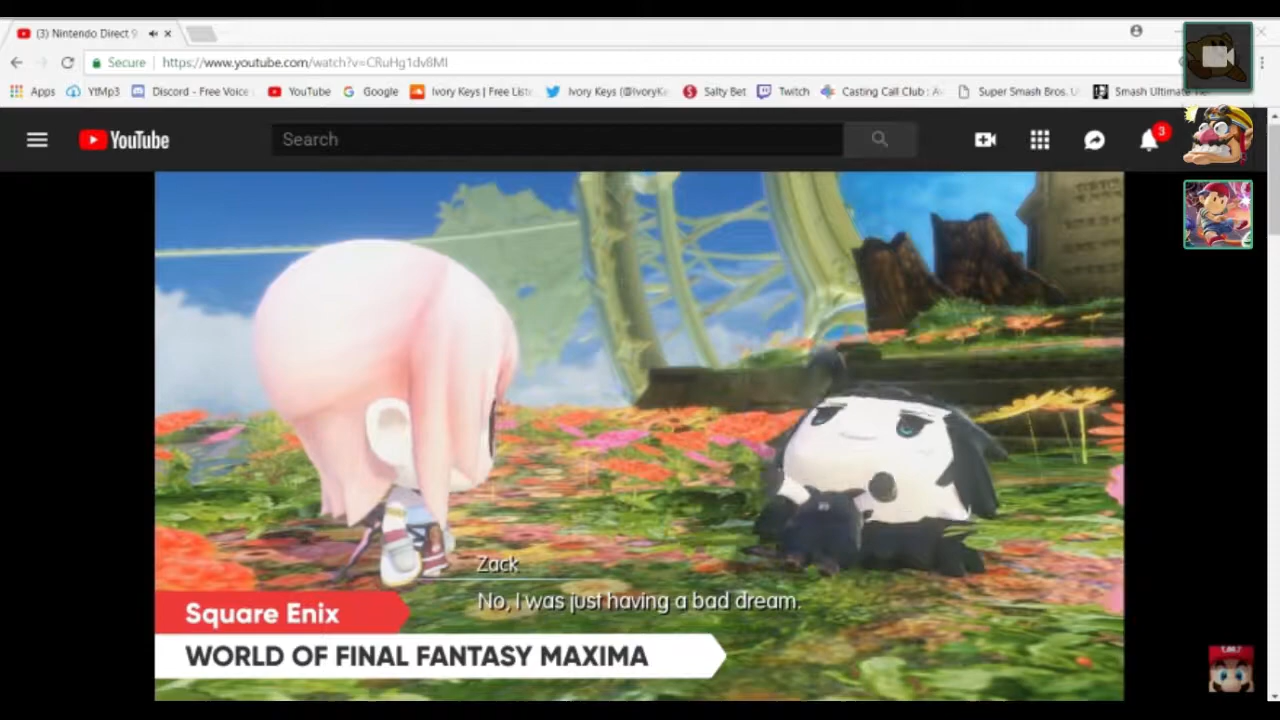 (3) Nintendo Direct 9
Secure https://www.youtube.com/watch?v=CRuHg1dv8MI
Apps YtMp3 Discord - Free Voice YouTube Google Ivory Keys | Free Liste Ivory Keys (@IvoryKe Salty Bet Twitch Casting Call Club : A Super Smash Bros. U Smash Ultimate
YouTube Search 3
Zack
No, I was just having a bad dream.
Square Enix
WORLD OF FINAL FANTASY MAXIMA